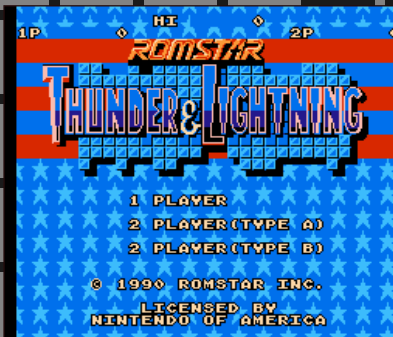 HI 0
1P 0 2P
ROMSTAR
THUNDER & LIGHTNING
1 PLAYER
2 PLAYER(TYPE A)
2 PLAYER(TYPE B)
© 1990 ROMSTAR INC.
LICENSED BY
NINTENDO OF AMERICA